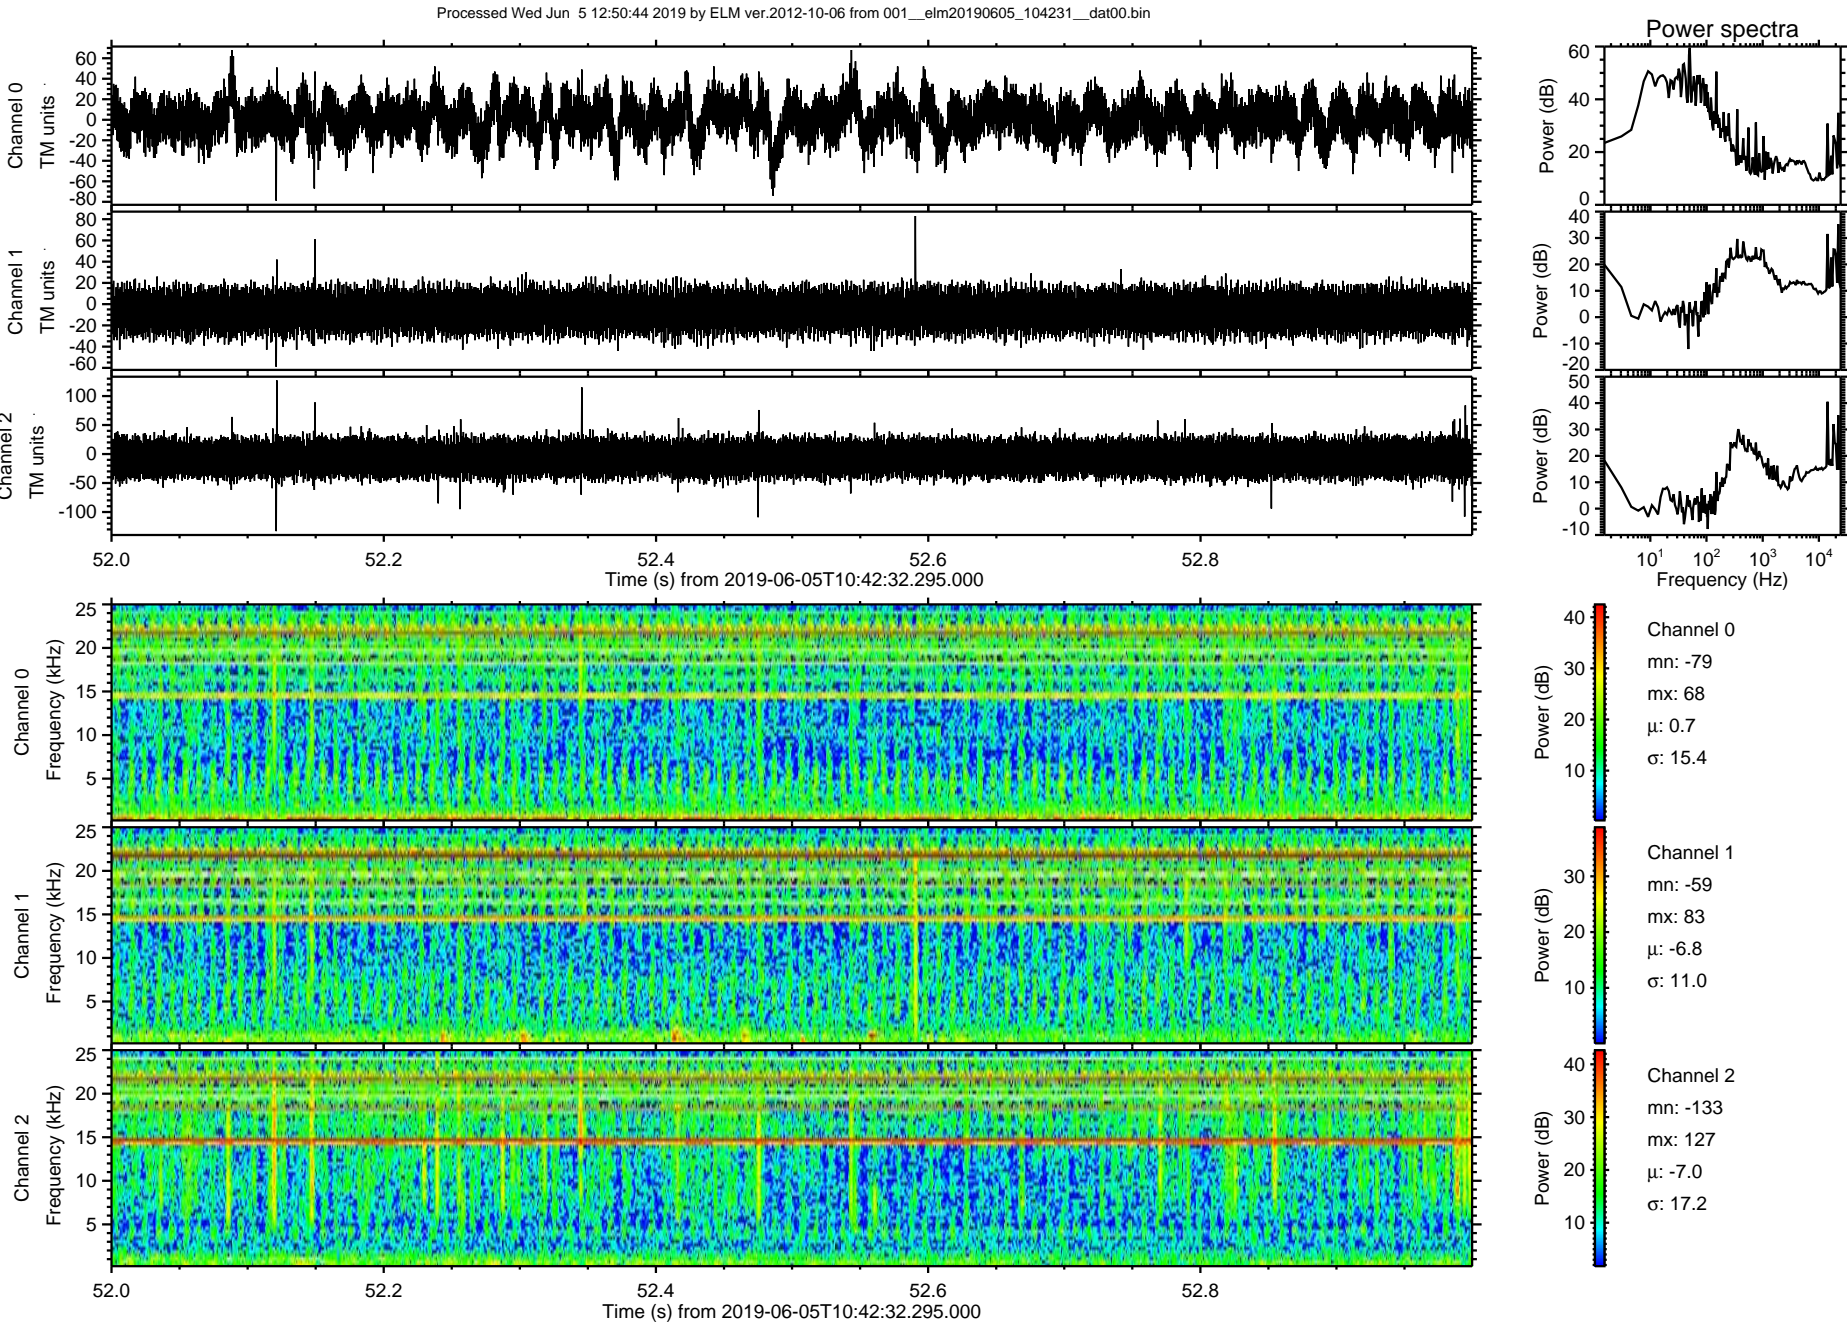 Processed Wed Jun  5 12:50:44 2019 by ELM ver.2012-10-06 from 001__elm20190605_104231__dat00.bin
Power spectra
Channel 0
TM units
60
40
20
0
-20
-40
-60
-80
Power (dB)
60
40
20
0
Channel 1
TM units
80
60
40
20
0
-20
-40
-60
Power (dB)
40
30
20
10
0
-10
-20
Channel 2
TM units
100
50
0
-50
-100
Power (dB)
50
40
30
20
10
0
-10
52.0 52.2 52.4 52.6 52.8
Time (s) from 2019-06-05T10:42:32.295.000
10^1 10^2 10^3 10^4
Frequency (Hz)
Channel 0
Frequency (kHz)
25
20
15
10
5
Power (dB)
40
30
20
10
Channel 0
mn: -79
mx: 68
μ: 0.7
σ: 15.4
Channel 1
Frequency (kHz)
25
20
15
10
5
Power (dB)
30
20
10
Channel 1
mn: -59
mx: 83
μ: -6.8
σ: 11.0
Channel 2
Frequency (kHz)
25
20
15
10
5
Power (dB)
40
30
20
10
Channel 2
mn: -133
mx: 127
μ: -7.0
σ: 17.2
52.0 52.2 52.4 52.6 52.8
Time (s) from 2019-06-05T10:42:32.295.000